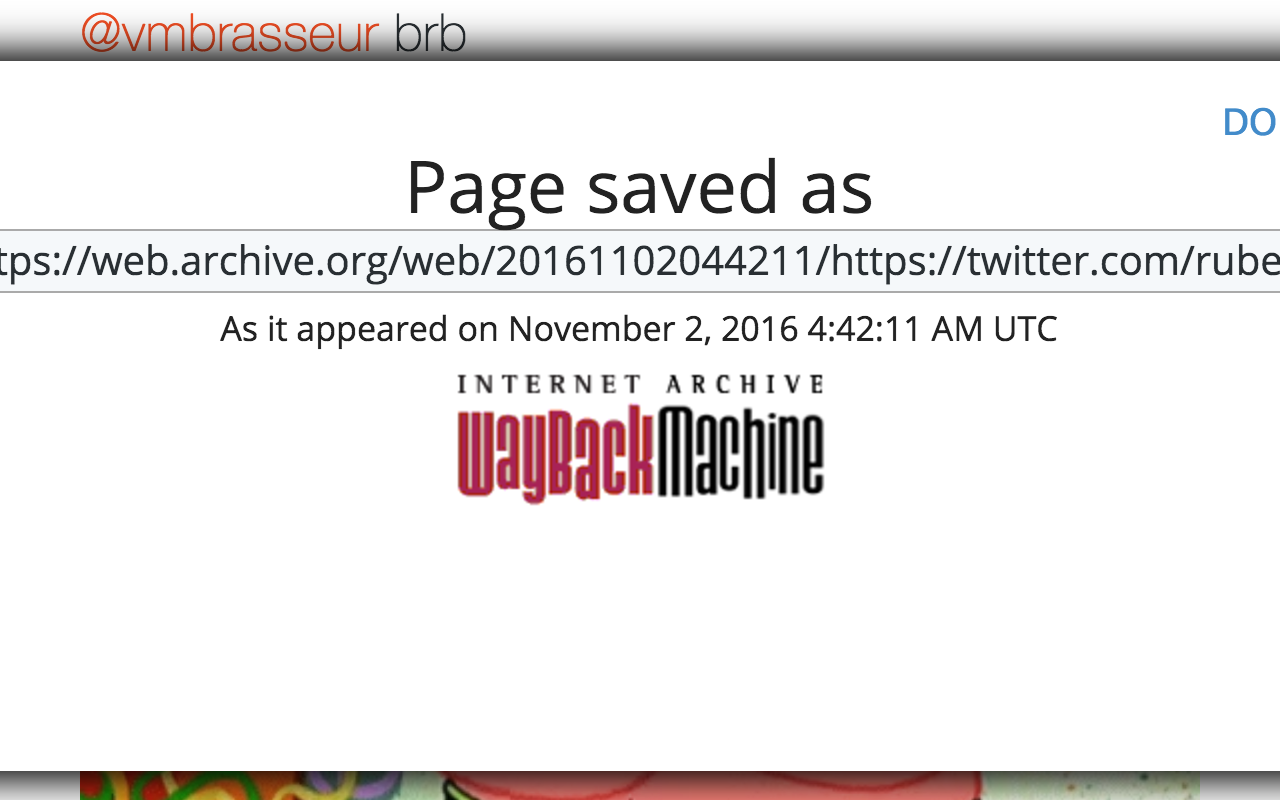 @vmbrasseur brb
DO
Page saved as
tps://web.archive.org/web/20161102044211/https://twitter.com/rube
As it appeared on November 2, 2016 4:42:11 AM UTC
INTERNET ARCHIVE
WayBackMachine